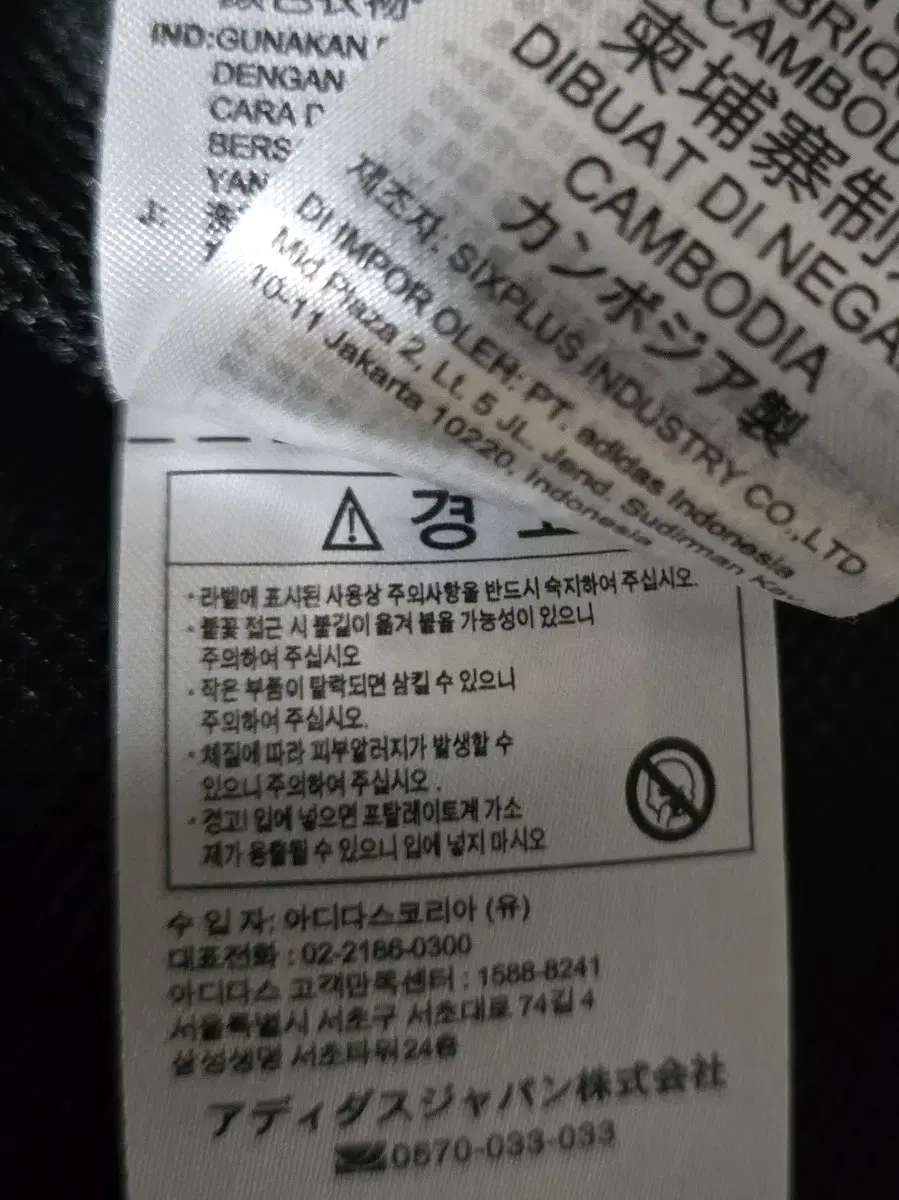 IND:GUNAKAN
DENGAN
CARA
BERS
YAN
J:
BRIQ
CAMBOD
柬埔寨制
DIBUAT DI NEGA
CAMBODIA
カンボジア製
제조자: SIXPLUS INDUSTRY CO.,LTD
DI IMPOR OLEH: PT. adidas Indonesia
Mid Plaza 2, Lt. 5 JL. Jend. Sudirman Kav
10-11 Jakarta 10220, Indonesia
경
· 라벨에 표시된 사용상 주의사항을 반드시 숙지하여 주십시오.
· 불꽃 접근 시 불길이 옮겨 붙을 가능성이 있으니
주의하여 주십시오
· 작은 부품이 탈락되면 삼킬 수 있으니
주의하여 주십시오.
· 체질에 따라 피부알러지가 발생할 수
있으니 주의하여 주십시오.
· 경고! 입에 넣으면 프탈레이트계 가소
제가 용출될 수 있으니 입에 넣지 마시오
수 입 자: 아디다스코리아 (유)
대표전화 : 02-2186-0300
아디다스 고객만족센터 : 1588-8241
서울특별시 서초구 서초대로 74길 4
삼성생명 서초타워 24층
アディダスジャパン株式会社
0570-033-033